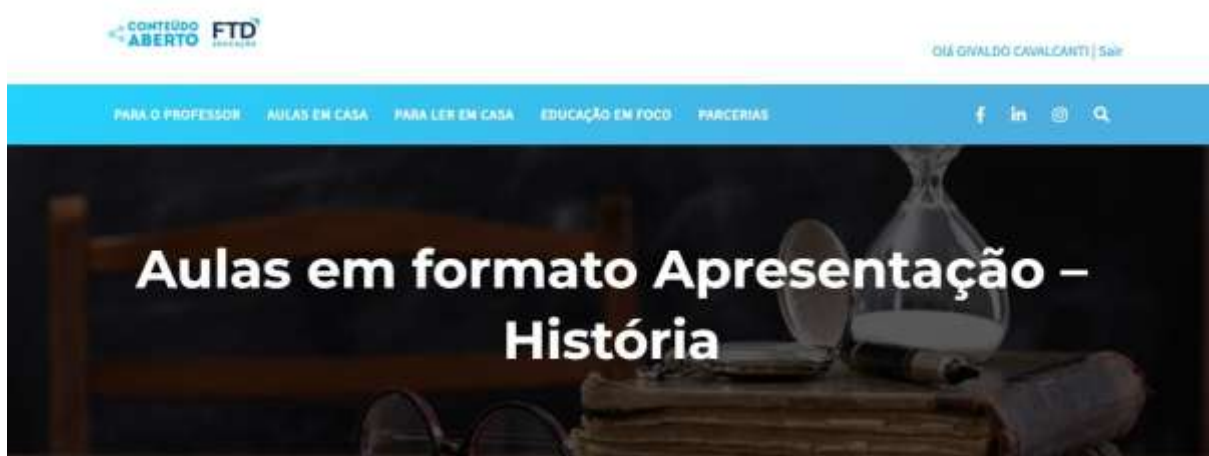 CONTEÚDO
ABERTO
FTD
EDUCAÇÃO
Olá GIVALDO CAVALCANTI | Sair
PARA O PROFESSOR AULAS EM CASA PARA LER EM CASA EDUCAÇÃO EM FOCO PARCERIAS
Aulas em formato Apresentação –
História